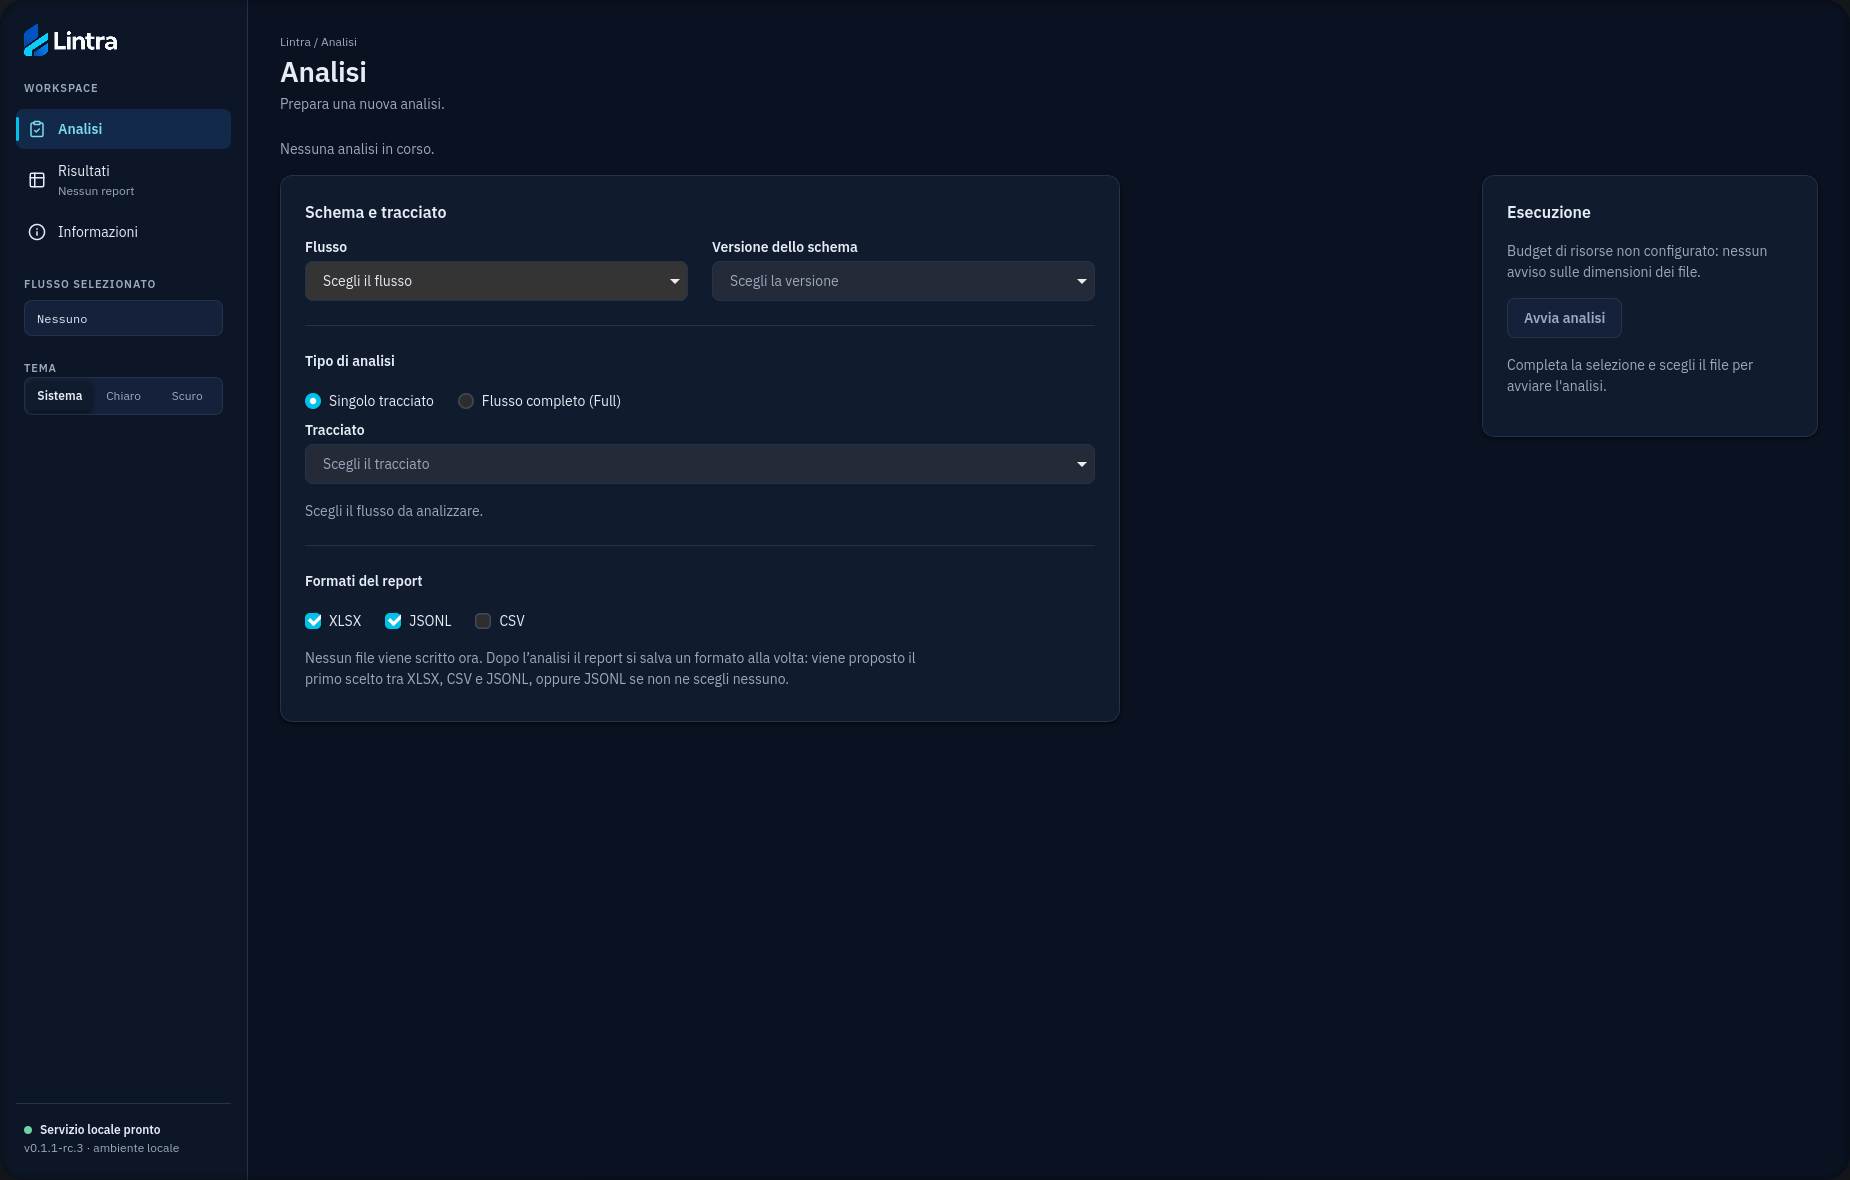 Lintra
WORKSPACE
Analisi
Risultati
Nessun report
Informazioni
FLUSSO SELEZIONATO
Nessuno
TEMA
Sistema Chiaro Scuro
Servizio locale pronto
v0.1.1-rc.3 · ambiente locale
Lintra / Analisi
Analisi
Prepara una nuova analisi.
Nessuna analisi in corso.
Schema e tracciato
Flusso Versione dello schema
Scegli il flusso Scegli la versione
Tipo di analisi
Singolo tracciato Flusso completo (Full)
Tracciato
Scegli il tracciato
Scegli il flusso da analizzare.
Formati del report
XLSX JSONL CSV
Nessun file viene scritto ora. Dopo l’analisi il report si salva un formato alla volta: viene proposto il
primo scelto tra XLSX, CSV e JSONL, oppure JSONL se non ne scegli nessuno.
Esecuzione
Budget di risorse non configurato: nessun
avviso sulle dimensioni dei file.
Avvia analisi
Completa la selezione e scegli il file per
avviare l'analisi.